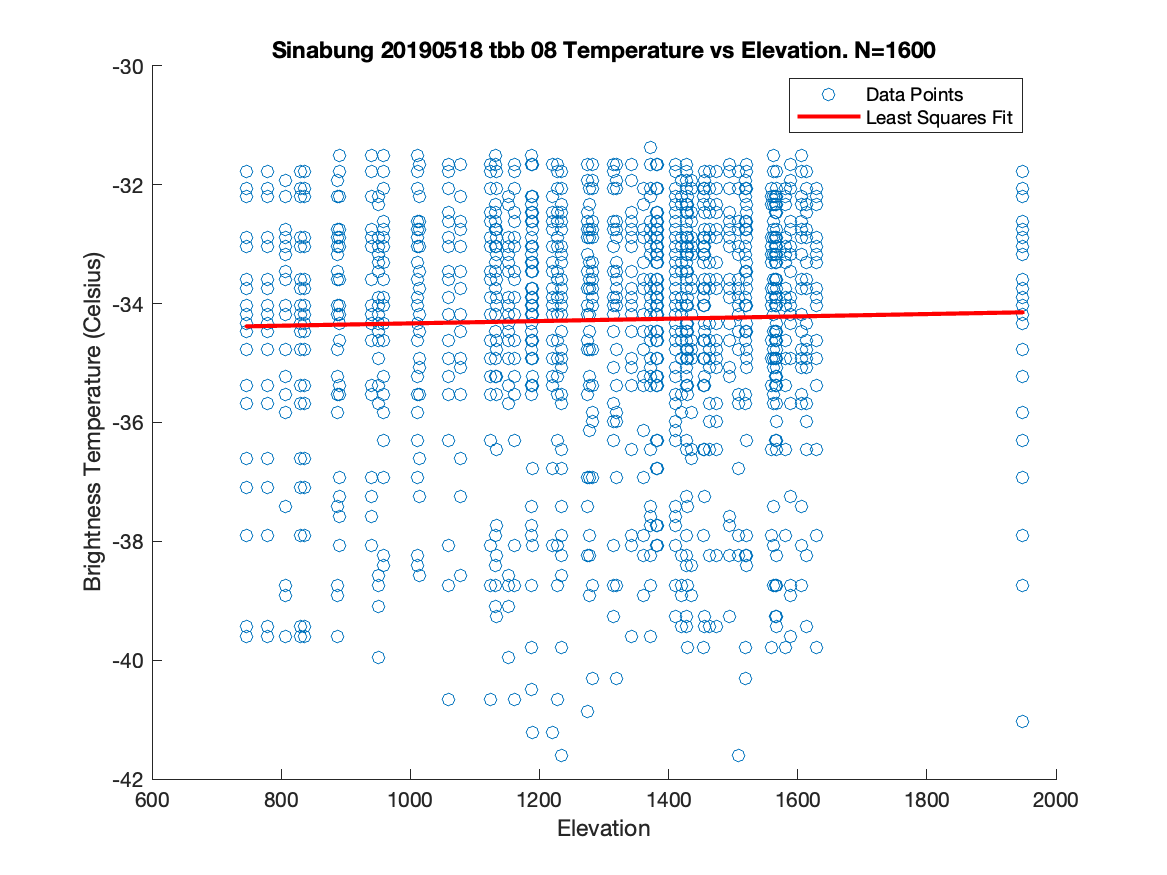 Sinabung 20190518 tbb 08 Temperature vs Elevation. N=1600
-30
Data Points
Least Squares Fit
-32
-34
-36
-38
-40
-42
Brightness Temperature (Celsius)
600 800 1000 1200 1400 1600 1800 2000
Elevation